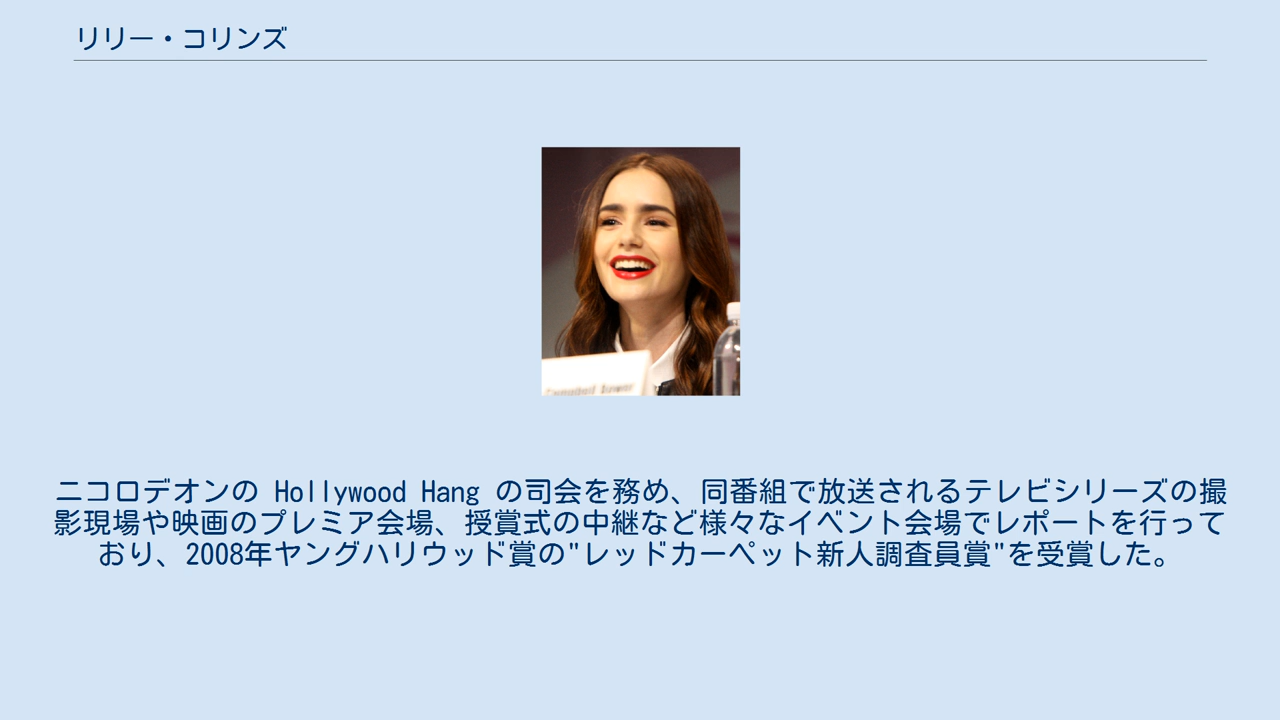 リリー・コリンズ
ニコロデオンの Hollywood Hang の司会を務め、同番組で放送されるテレビシリーズの撮
影現場や映画のプレミア会場、授賞式の中継など様々なイベント会場でレポートを行って
おり、2008年ヤングハリウッド賞の"レッドカーペット新人調査員賞"を受賞した。